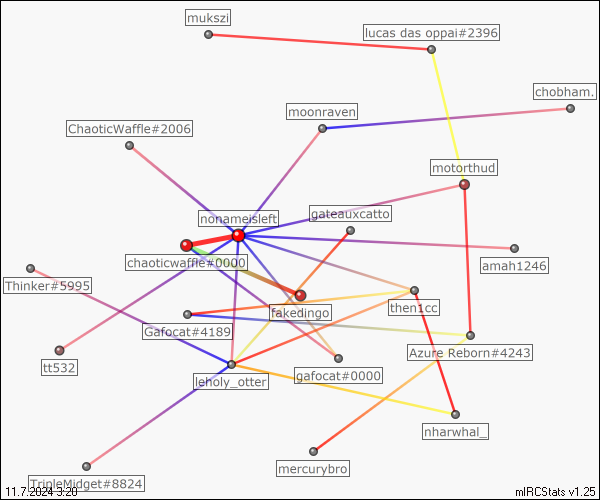 mukszi
lucas das oppai#2396
chobham.
moonraven
ChaoticWaffle#2006
motorthud
nonameisleft
gateauxcatto
chaoticwaffle#0000
amah1246
Thinker#5995
then1cc
fakedingo
Gafocat#4189
Azure Reborn#4243
tt532
gafocat#0000
leholy_otter
nharwhal_
mercurybro
TripleMidget#8824
11.7.2024 3:20
mIRCStats v1.25